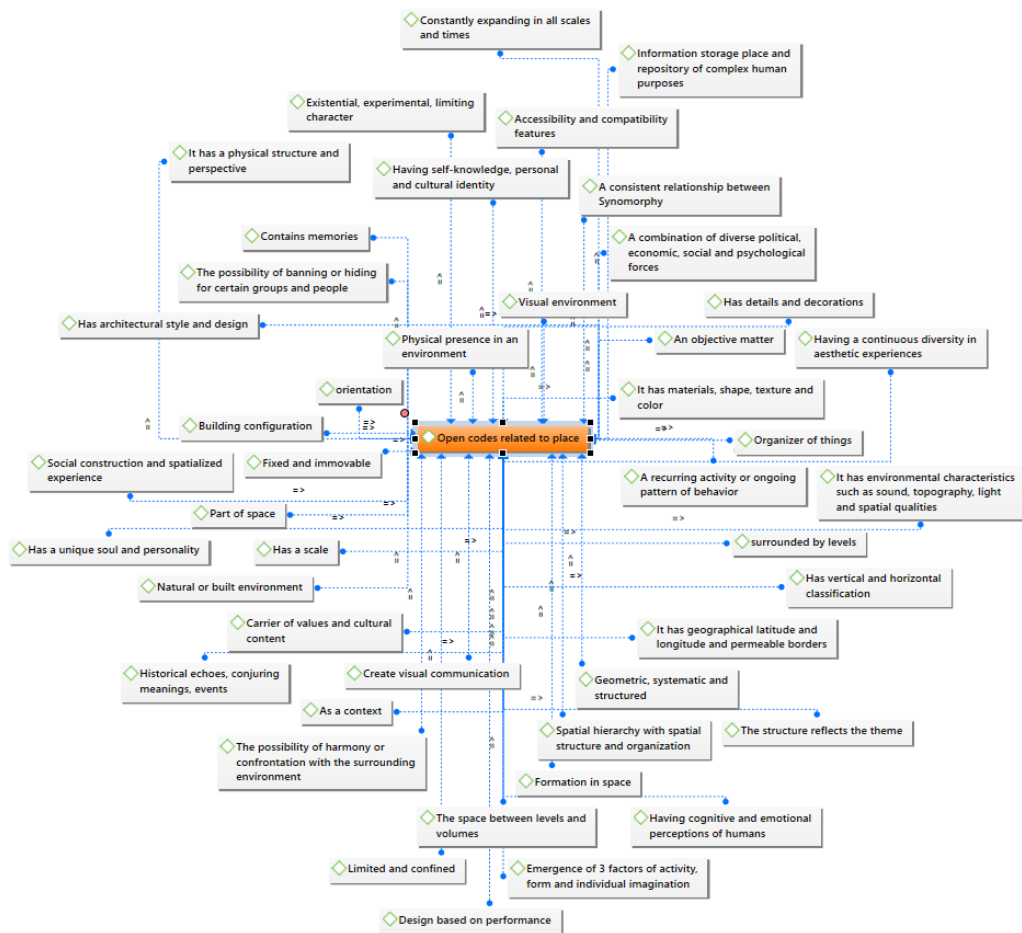 Constantly expanding in all scales
and times
Information storage place and
repository of complex human
purposes
Existential, experimental, limiting
character
Accessibility and compatibility
features
It has a physical structure and
perspective
Having self-knowledge, personal
and cultural identity
A consistent relationship between
Synomorphy
Contains memories
A combination of diverse political,
economic, social and psychological
forces
The possibility of banning or hiding
for certain groups and people
Visual environment
Has details and decorations
Has architectural style and design
Physical presence in an
environment
An objective matter
Having a continuous diversity in
aesthetic experiences
orientation
It has materials, shape, texture and
color
Building configuration
Open codes related to place
Organizer of things
Social construction and spatialized
experience
Fixed and immovable
A recurring activity or ongoing
pattern of behavior
It has environmental characteristics
such as sound, topography, light
and spatial qualities
Part of space
Has a unique soul and personality
Has a scale
surrounded by levels
Natural or built environment
Has vertical and horizontal
classification
Carrier of values and cultural
content
It has geographical latitude and
longitude and permeable borders
Historical echoes, conjuring
meanings, events
Create visual communication
Geometric, systematic and
structured
As a context
The possibility of harmony or
confrontation with the surrounding
environment
Spatial hierarchy with spatial
structure and organization
The structure reflects the theme
Formation in space
The space between levels and
volumes
Having cognitive and emotional
perceptions of humans
Limited and confined
Emergence of 3 factors of activity,
form and individual imagination
Design based on performance